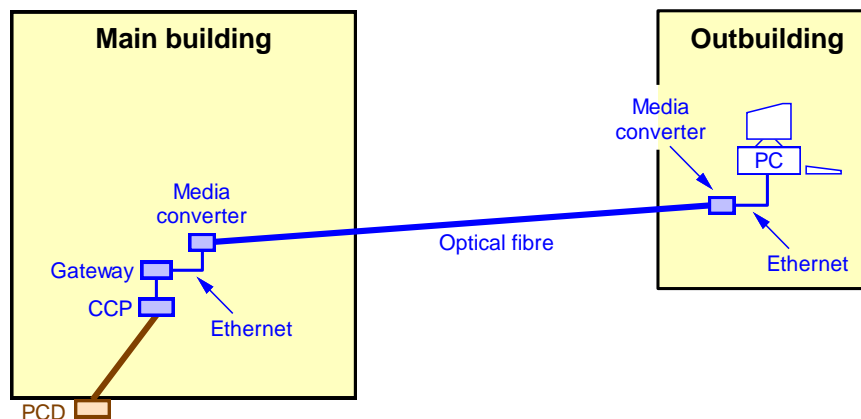 Main building
Outbuilding
Media
converter
PC
Media
converter
Optical fibre
Ethernet
Gateway
CCP
Ethernet
PCD